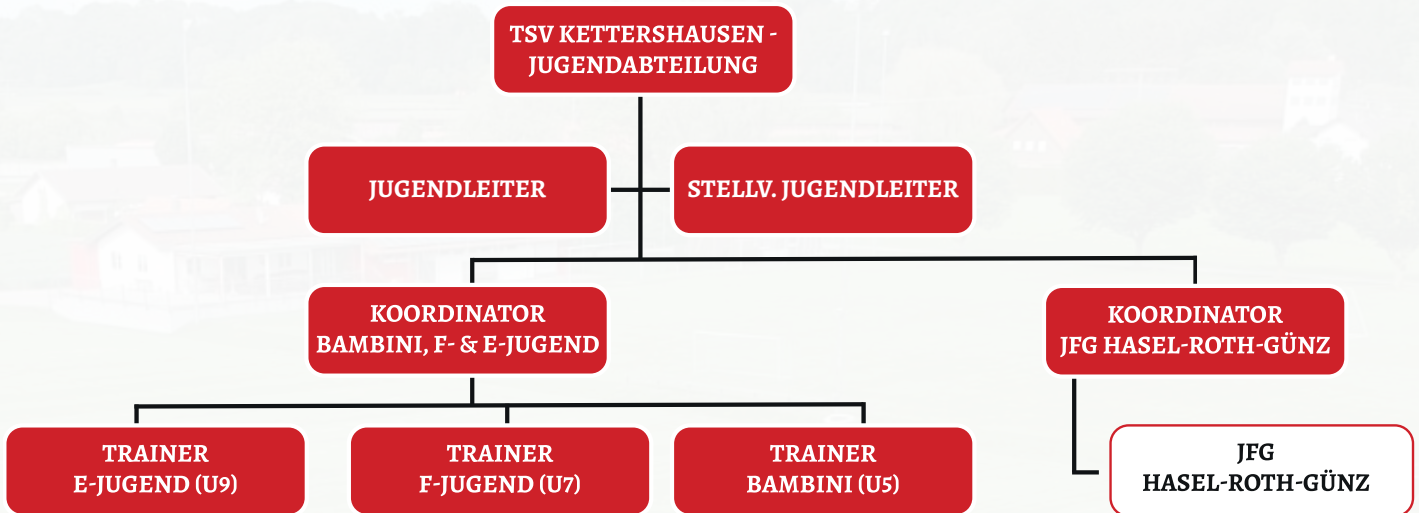 TSV KETTERSHAUSEN -
JUGENDABTEILUNG
JUGENDLEITER
STELLV. JUGENDLEITER
KOORDINATOR
BAMBINI, F- & E-JUGEND
KOORDINATOR
JFG HASEL-ROTH-GÜNZ
TRAINER
E-JUGEND (U9)
TRAINER
F-JUGEND (U7)
TRAINER
BAMBINI (U5)
JFG
HASEL-ROTH-GÜNZ